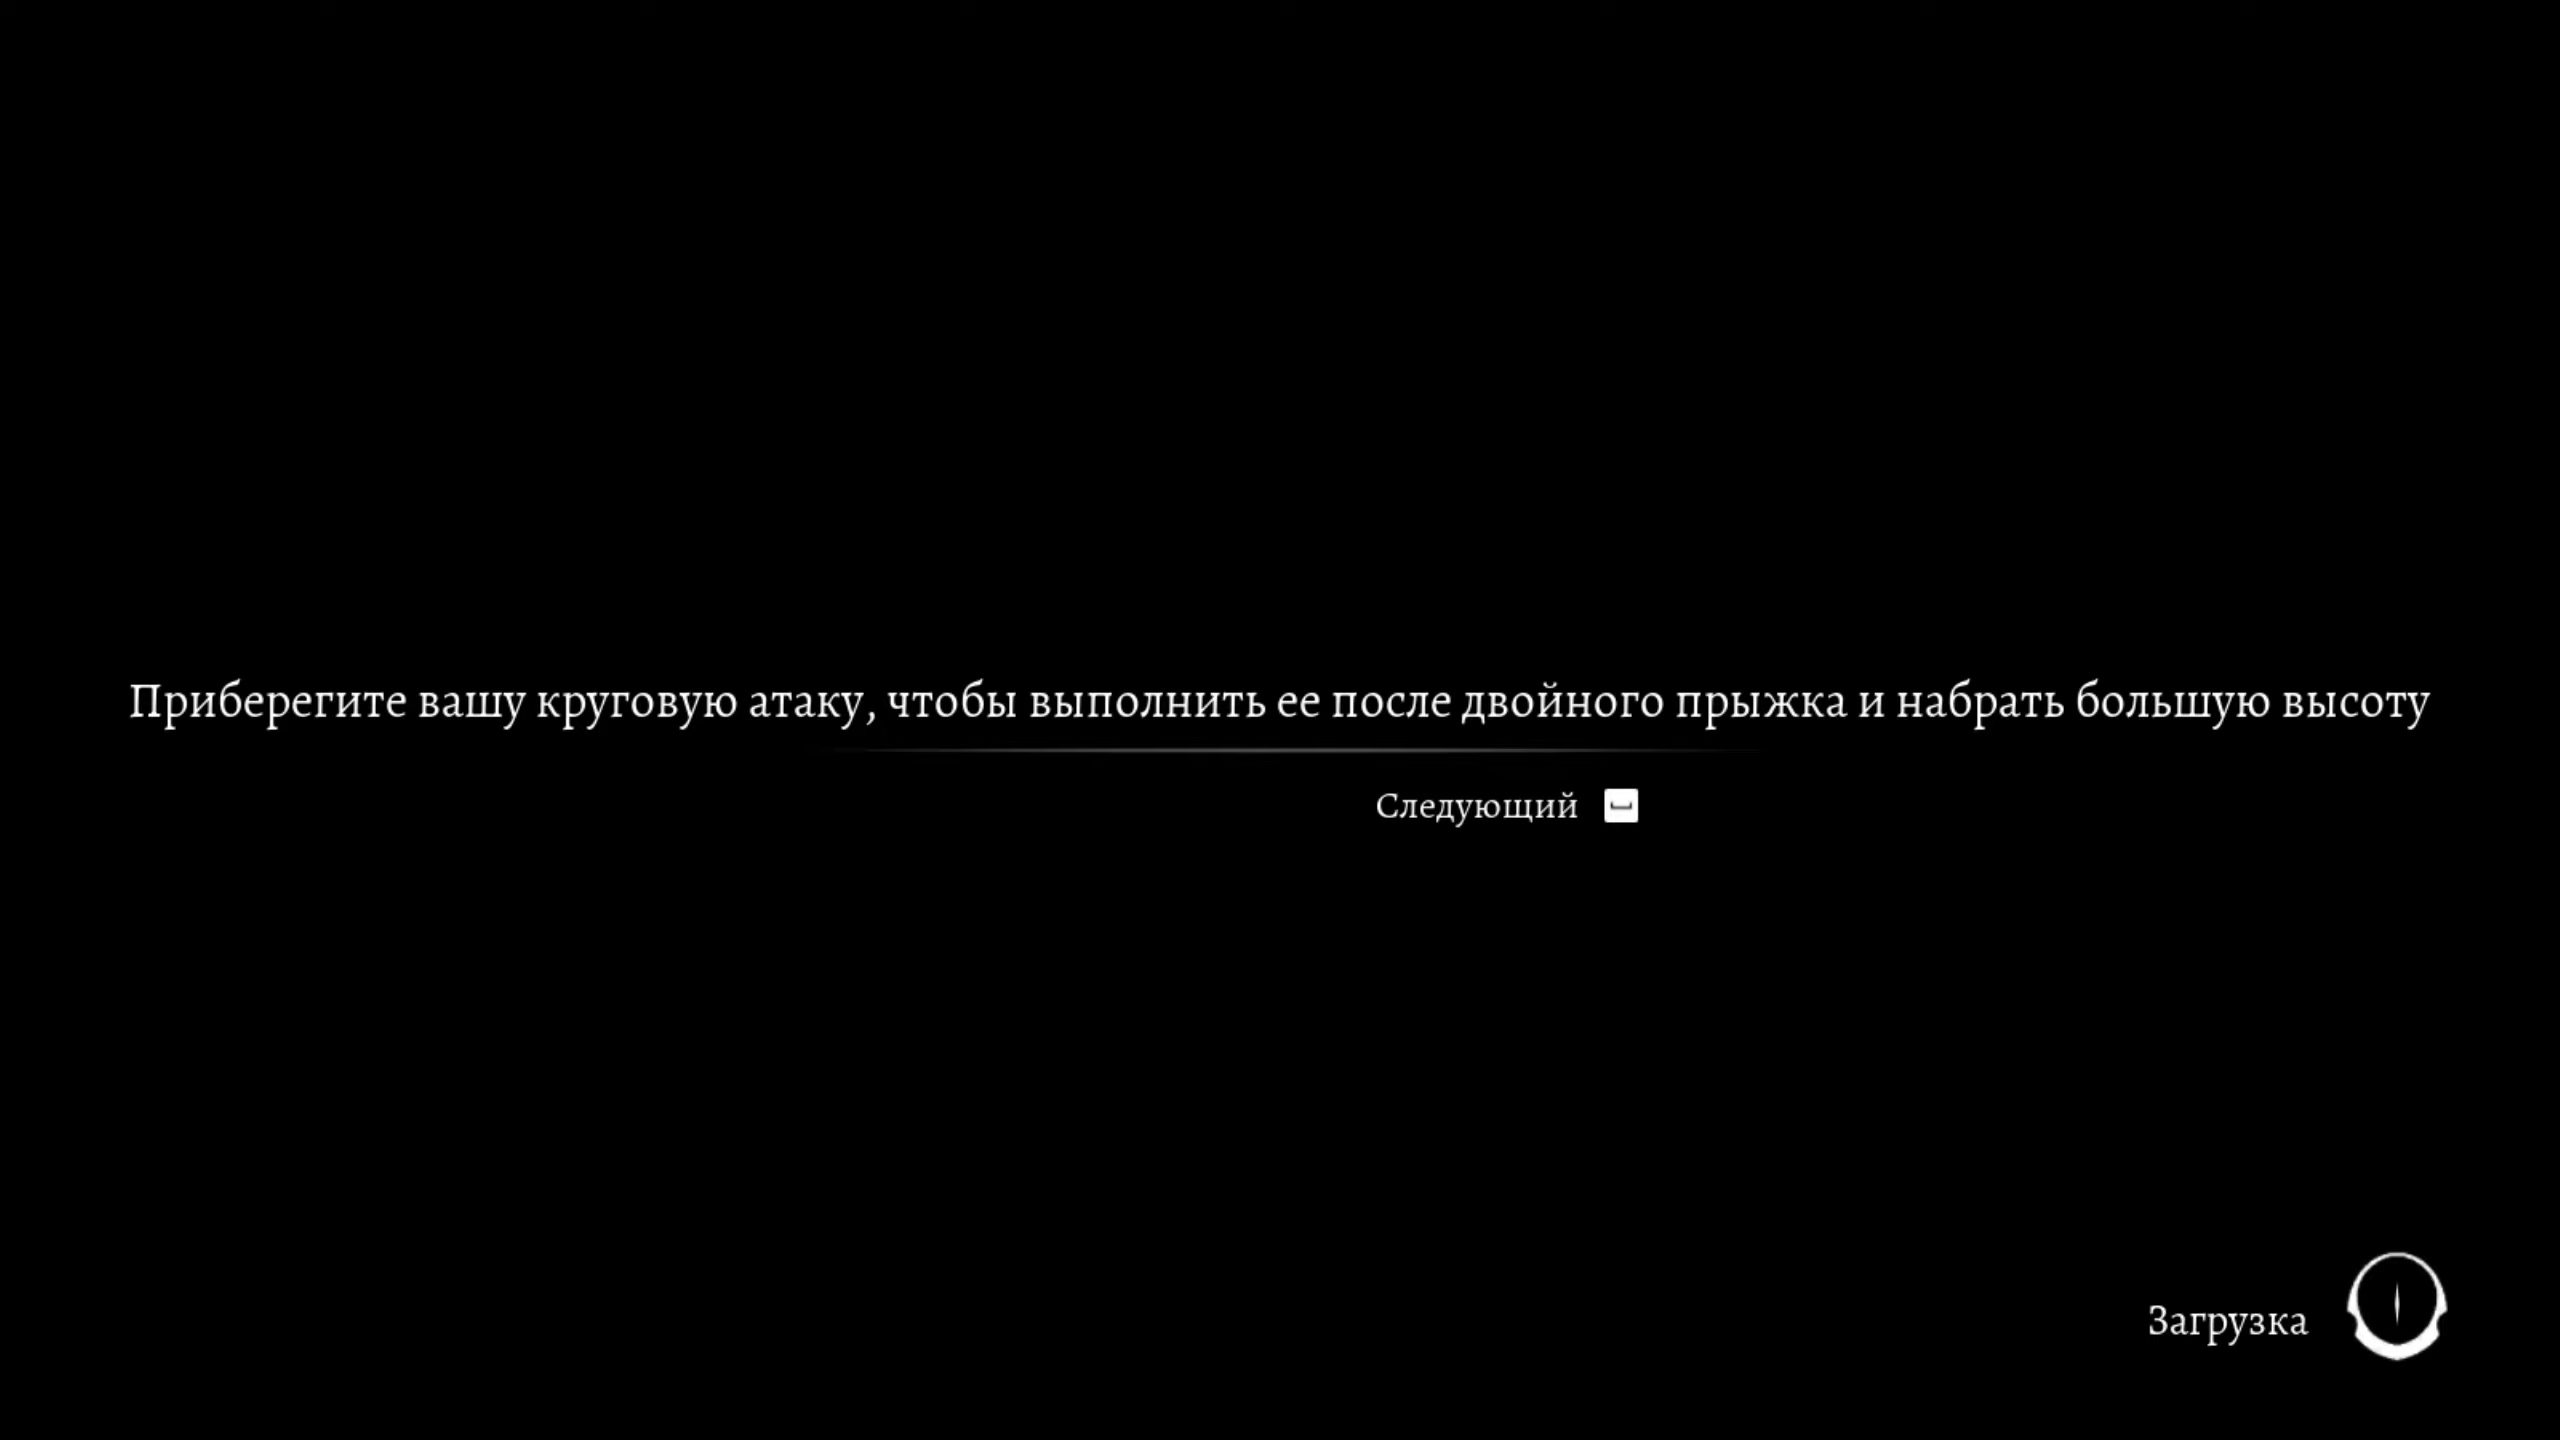 Приберегите вашу круговую атаку, чтобы выполнить ее после двойного прыжка и набрать большую высоту
Следующий
Загрузка